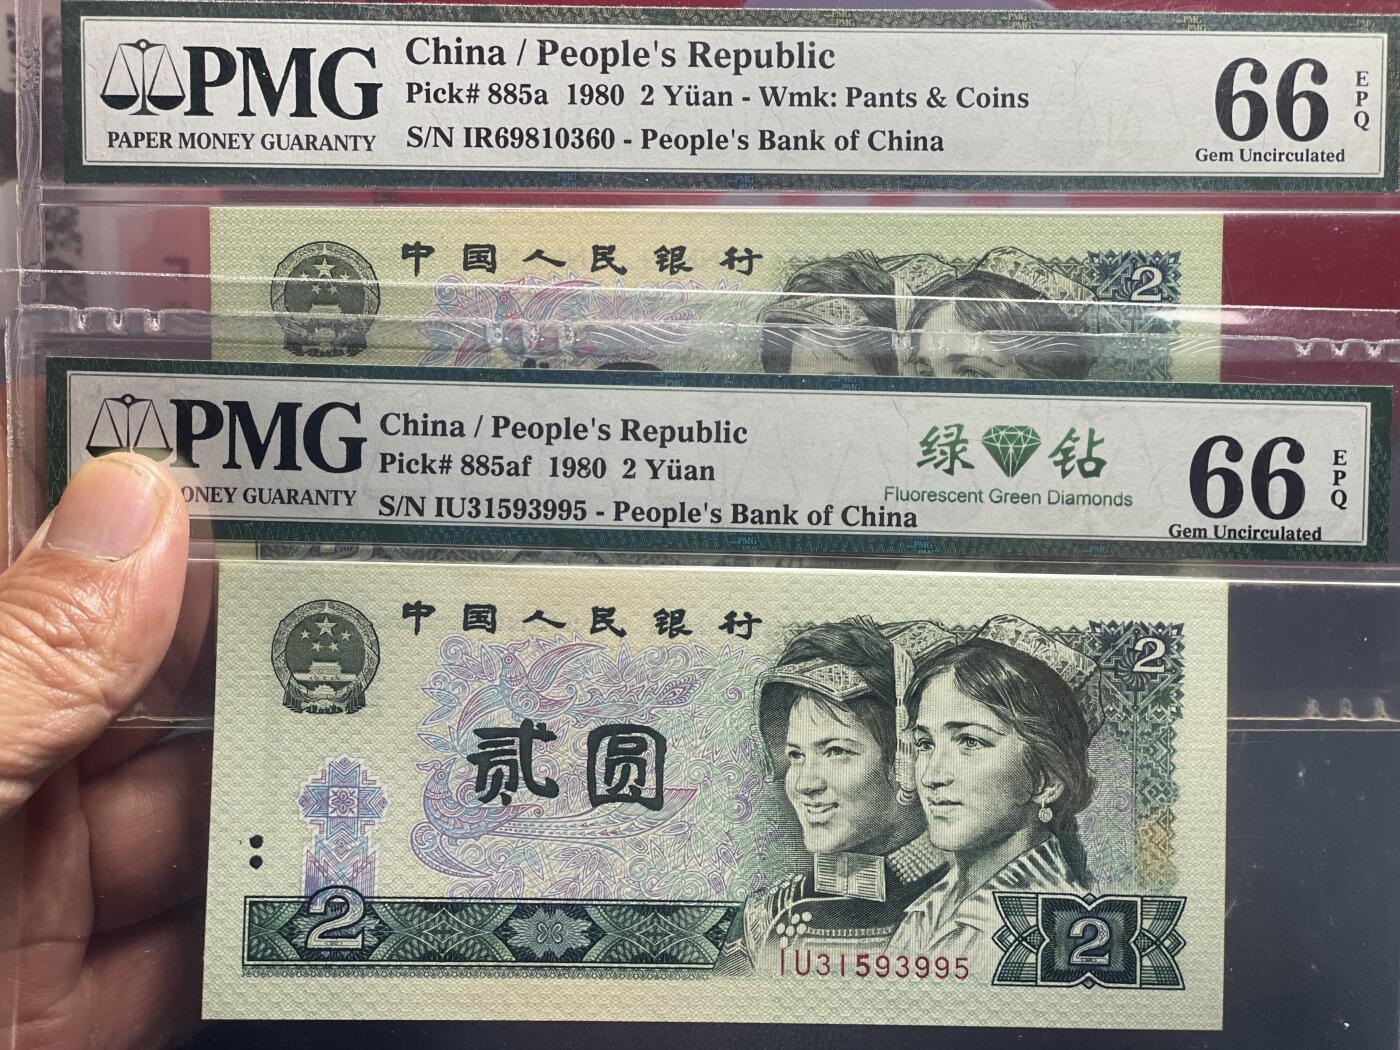 PMG
PAPER MONEY GUARANTY
China / People's Republic
Pick# 885a 1980 2 Yüan - Wmk: Pants & Coins
S/N IR69810360 - People's Bank of China
66
EPQ
Gem Uncirculated
中国人民银行
2
PMG
ONEY GUARANTY
China / People's Republic
Pick# 885af 1980 2 Yüan
S/N IU31593995 - People's Bank of China
绿钻
Fluorescent Green Diamonds
66
EPQ
Gem Uncirculated
中国人民银行
2
贰圆
2
2
IU31593995